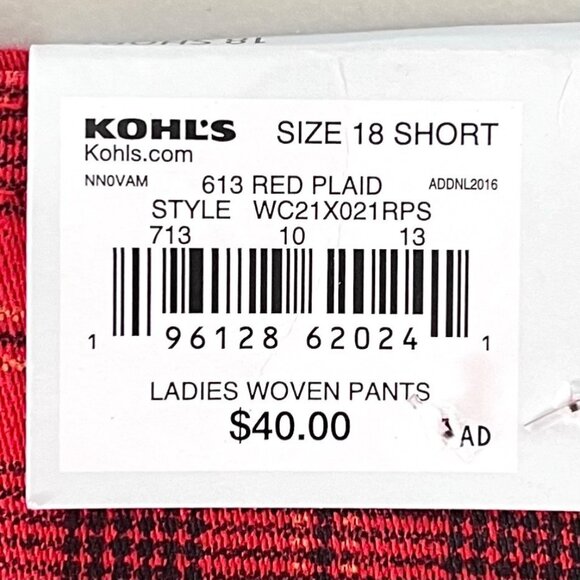 KOHL'S SIZE 18 SHORT
Kohls.com
NN0VAM 613 RED PLAID ADDNL2016
STYLE WC21X021RPS
713 10 13
1 96128 62024 1
LADIES WOVEN PANTS
$40.00
AD